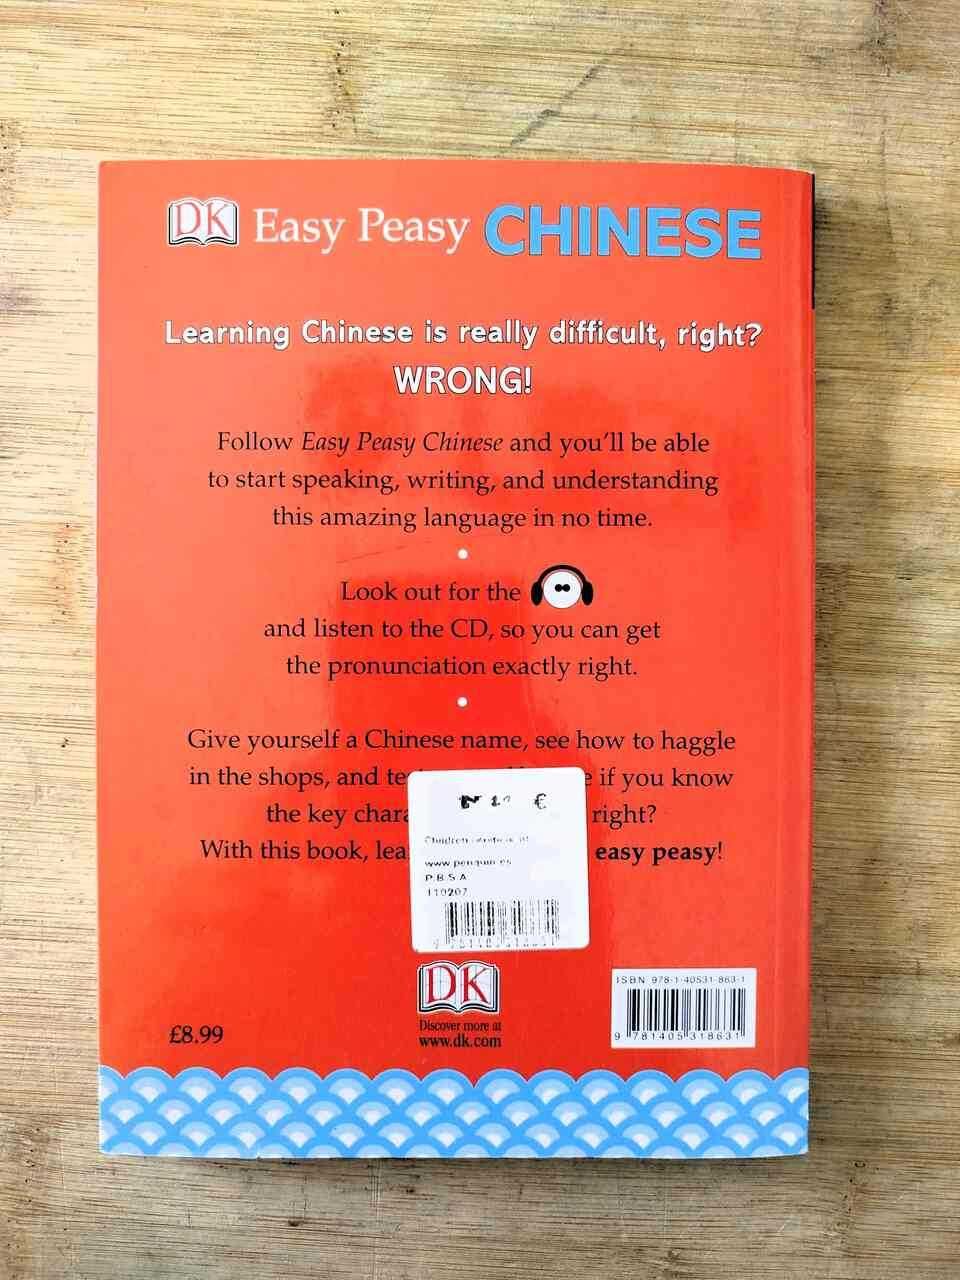 DK Easy Peasy CHINESE
Learning Chinese is really difficult, right?
WRONG!
Follow Easy Peasy Chinese and you'll be able
to start speaking, writing, and understanding
this amazing language in no time.
Look out for the
and listen to the CD, so you can get
the pronunciation exactly right.
Give yourself a Chinese name, see how to haggle
in the shops, and if you know
the key right?
With this book, easy peasy!
€
www.penguin.es
P.B.S.A
110207
DK
Discover more at
www.dk.com
£8.99
ISBN 978-1-40531-863-1
9 781405 318631